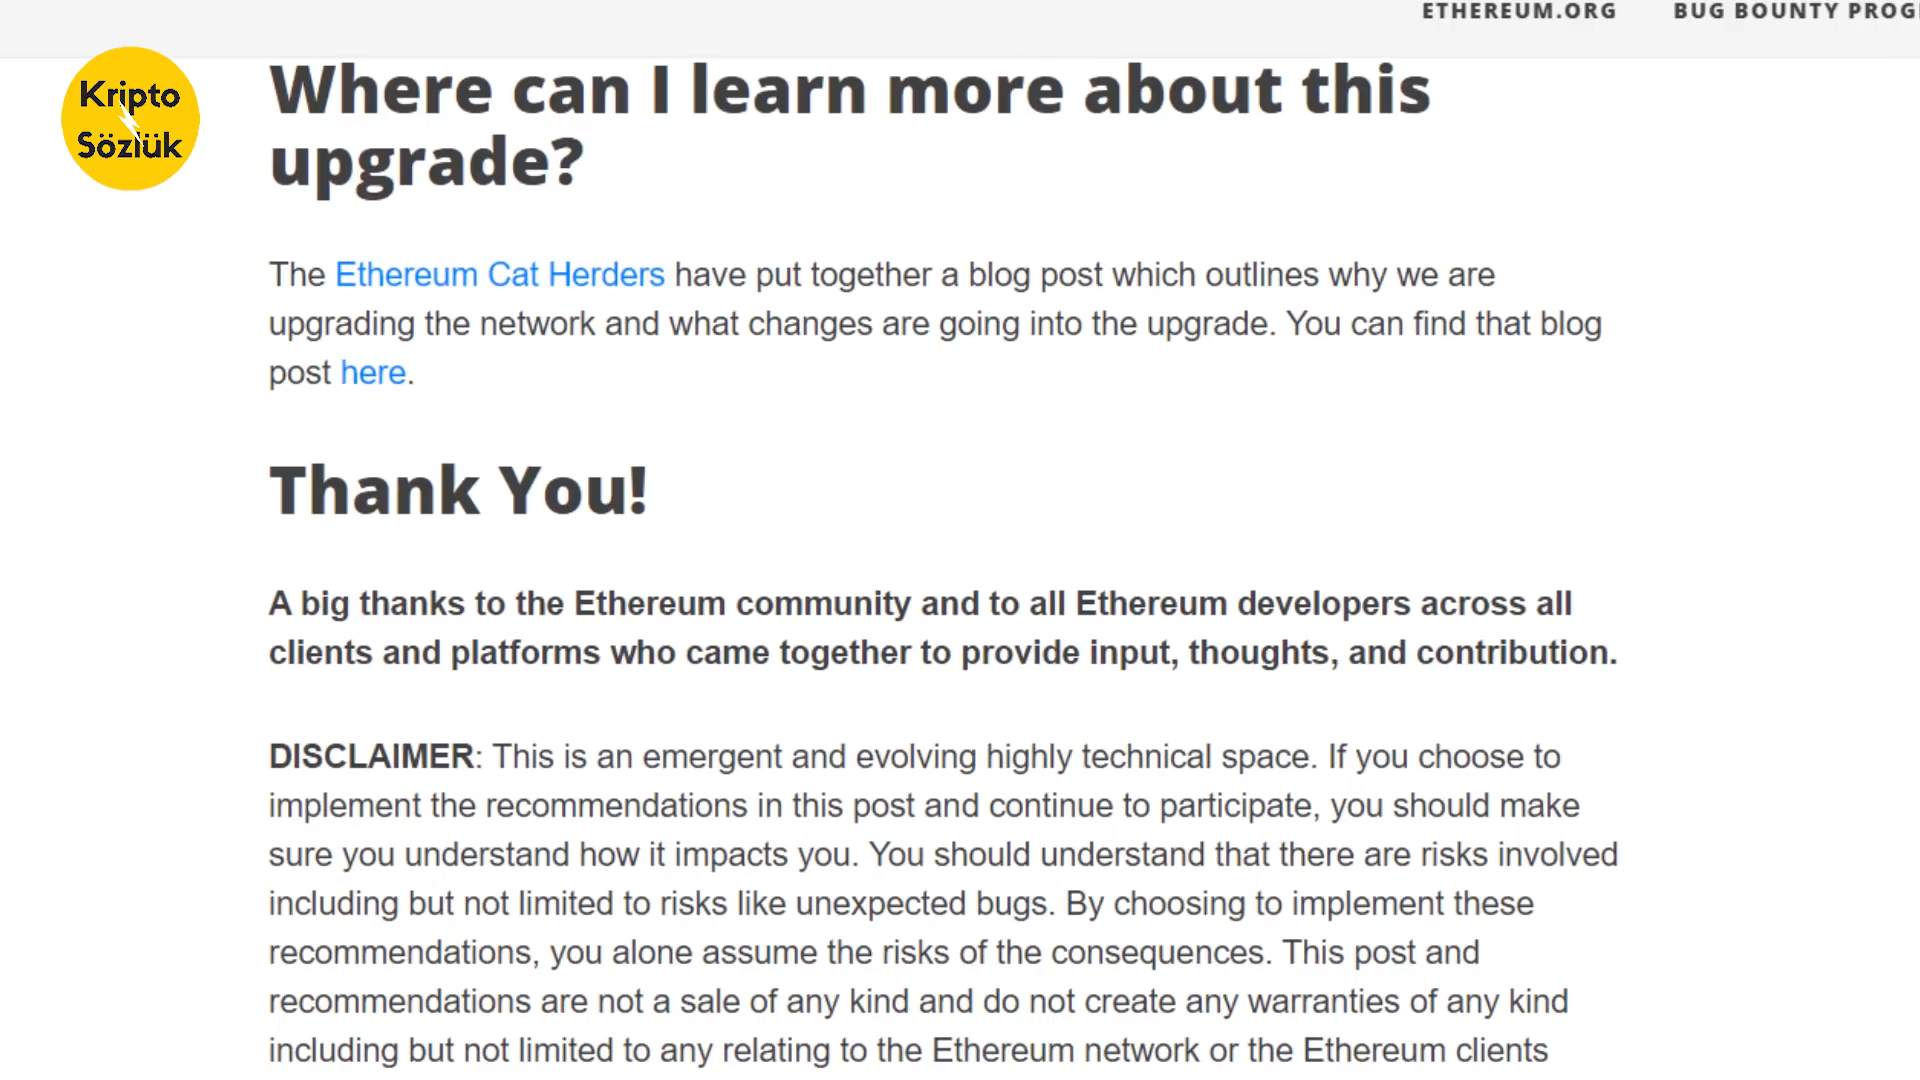 ETHEREUM.ORG BUG BOUNTY PROG
Kripto
Sözlük
Where can I learn more about this
upgrade?
The Ethereum Cat Herders have put together a blog post which outlines why we are
upgrading the network and what changes are going into the upgrade. You can find that blog
post here.
Thank You!
A big thanks to the Ethereum community and to all Ethereum developers across all
clients and platforms who came together to provide input, thoughts, and contribution.
DISCLAIMER: This is an emergent and evolving highly technical space. If you choose to
implement the recommendations in this post and continue to participate, you should make
sure you understand how it impacts you. You should understand that there are risks involved
including but not limited to risks like unexpected bugs. By choosing to implement these
recommendations, you alone assume the risks of the consequences. This post and
recommendations are not a sale of any kind and do not create any warranties of any kind
including but not limited to any relating to the Ethereum network or the Ethereum clients